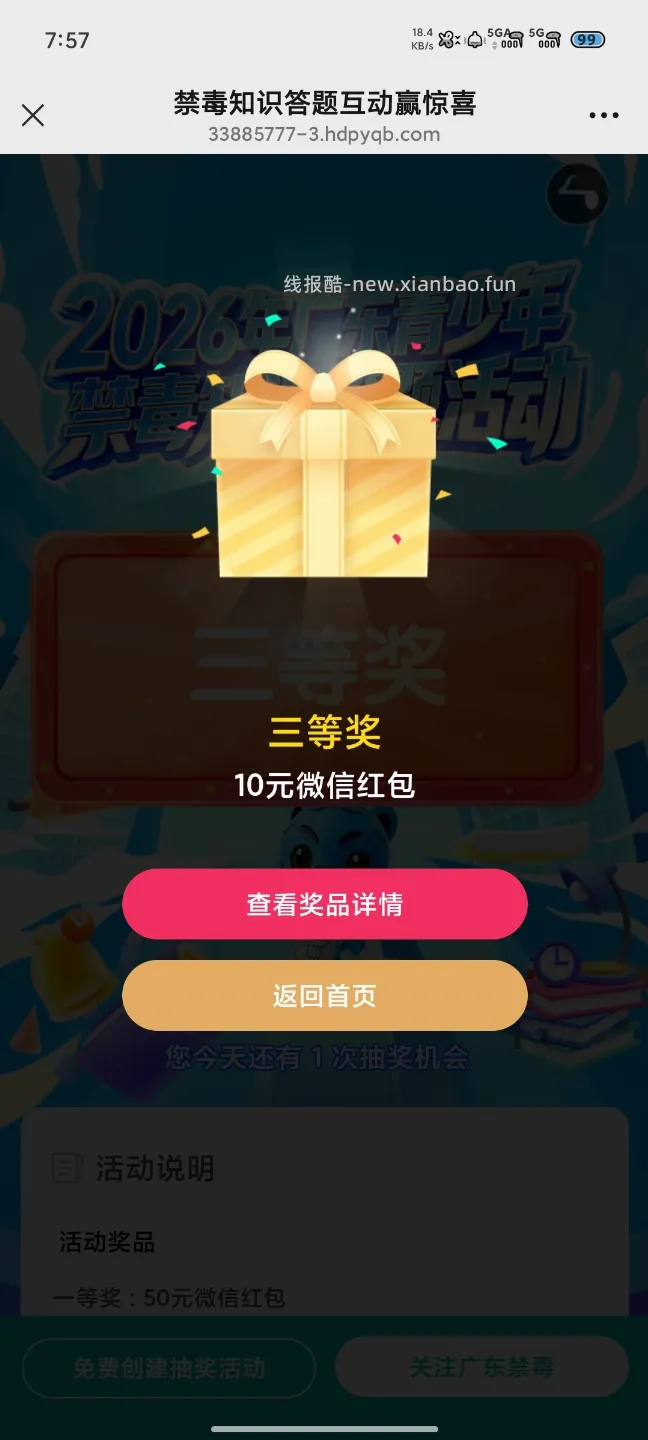 7:57
18.4
KB/s
5GA
5G
99
禁毒知识答题互动赢惊喜
33885777-3.hdpyqb.com
线报酷-new.xianbao.fun
2026年广东青少年
禁毒知 题活动
三等奖
三等奖
10元微信红包
查看奖品详情
返回首页
您今天还有 1 次抽奖机会
活动说明
活动奖品
一等奖：50元微信红包
免费创建抽奖活动
关注广东禁毒